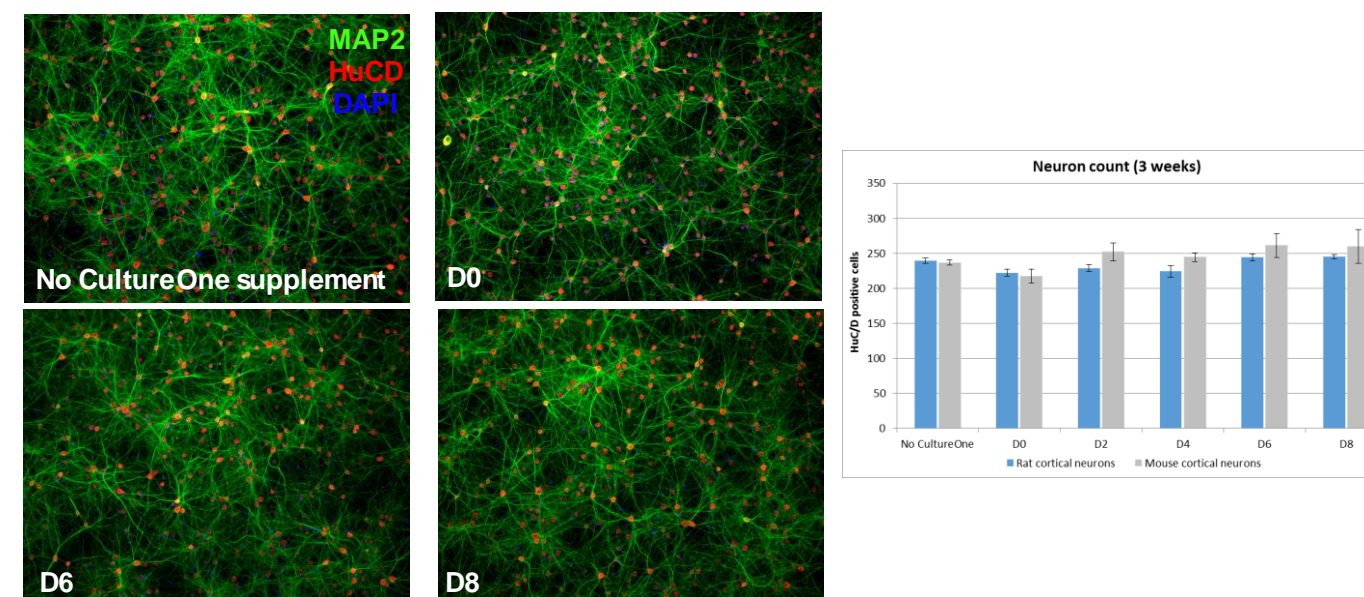 MAP2
HuCD
DAPI
No CultureOne supplement
D0
D6
D8
Neuron count (3 weeks)
350
300
250
200
150
100
50
0
HuC/D positive cells
No CultureOne D0 D2 D4 D6 D8
Rat cortical neurons Mouse cortical neurons